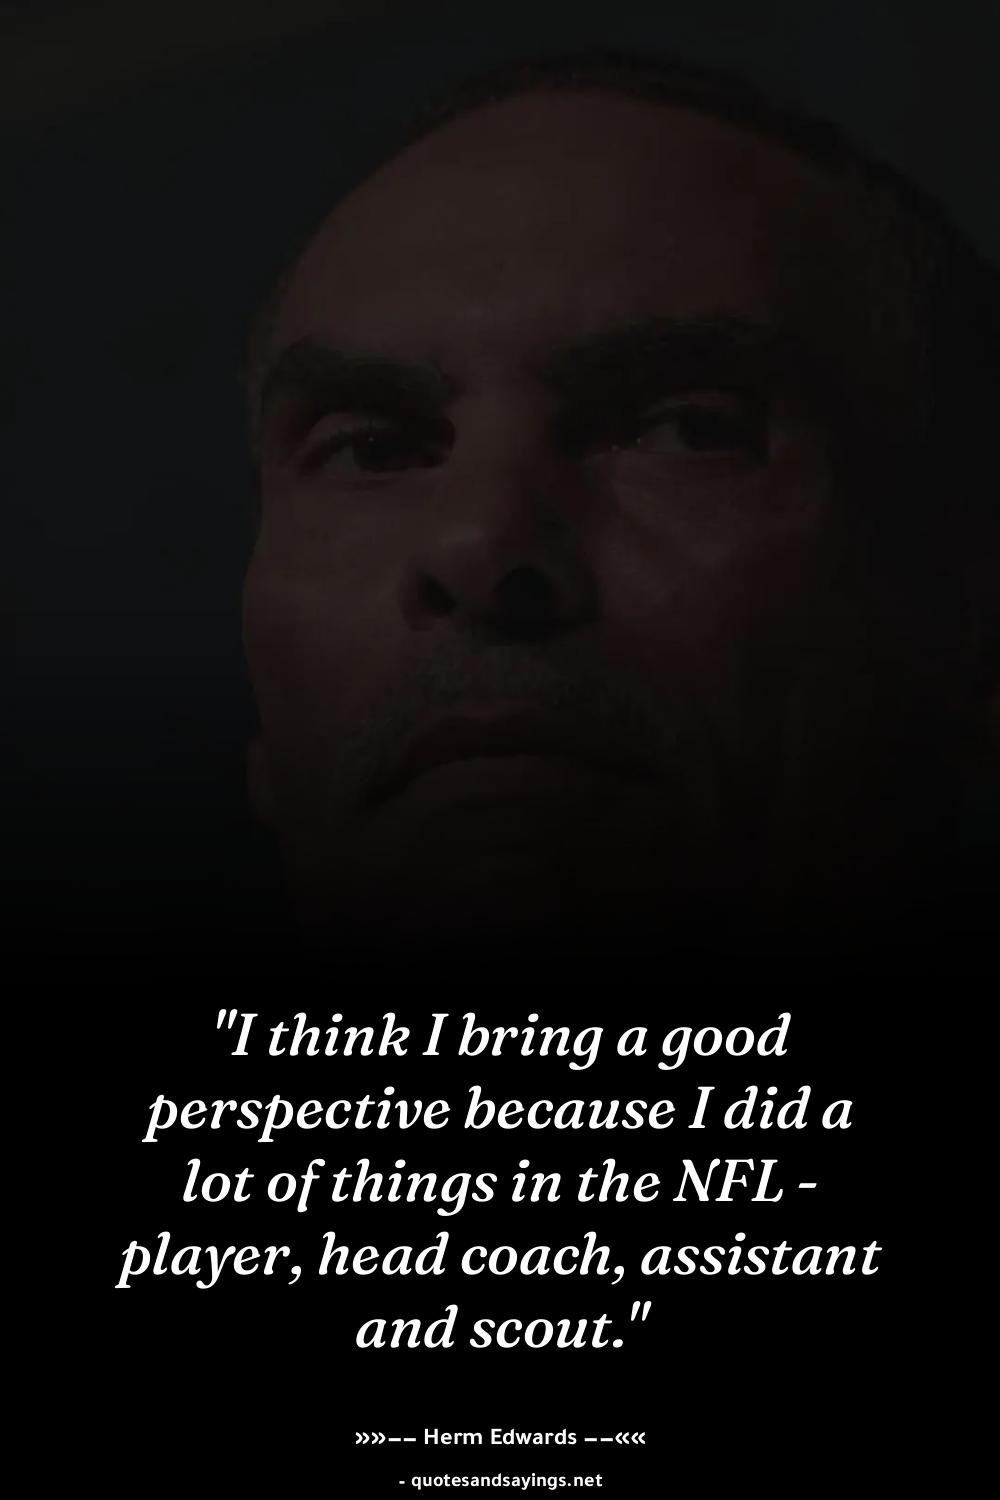 "I think I bring a good
perspective because I did a
lot of things in the NFL -
player, head coach, assistant
and scout."
»»-- Herm Edwards --««
- quotesandsayings.net